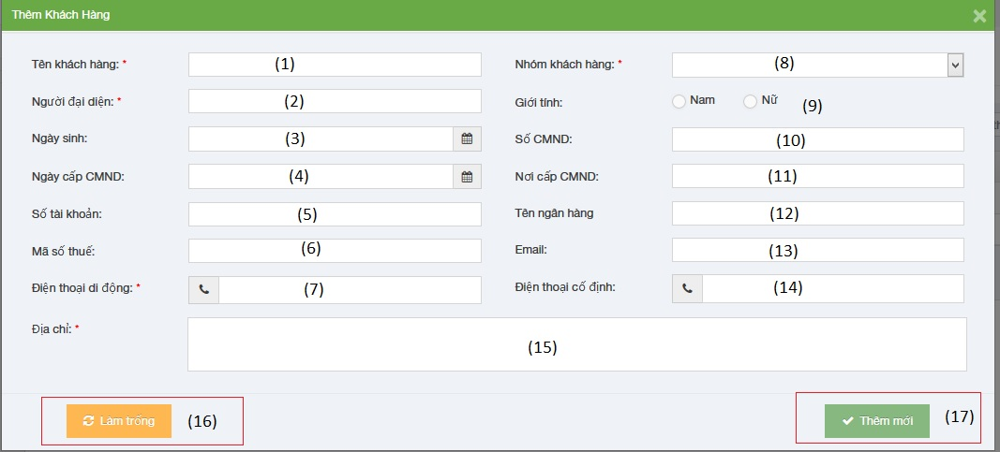 Thêm Khách Hàng
Tên khách hàng: * (1) Nhóm khách hàng: * (8)
Người đại diện: * (2) Giới tính: Nam Nữ (9)
Ngày sinh: (3) Số CMND: (10)
Ngày cấp CMND: (4) Nơi cấp CMND: (11)
Số tài khoản: (5) Tên ngân hàng (12)
Mã số thuế: (6) Email: (13)
Điện thoại di động: * (7) Điện thoại cố định: (14)
Địa chỉ: * (15)
Làm trống (16) Thêm mới (17)